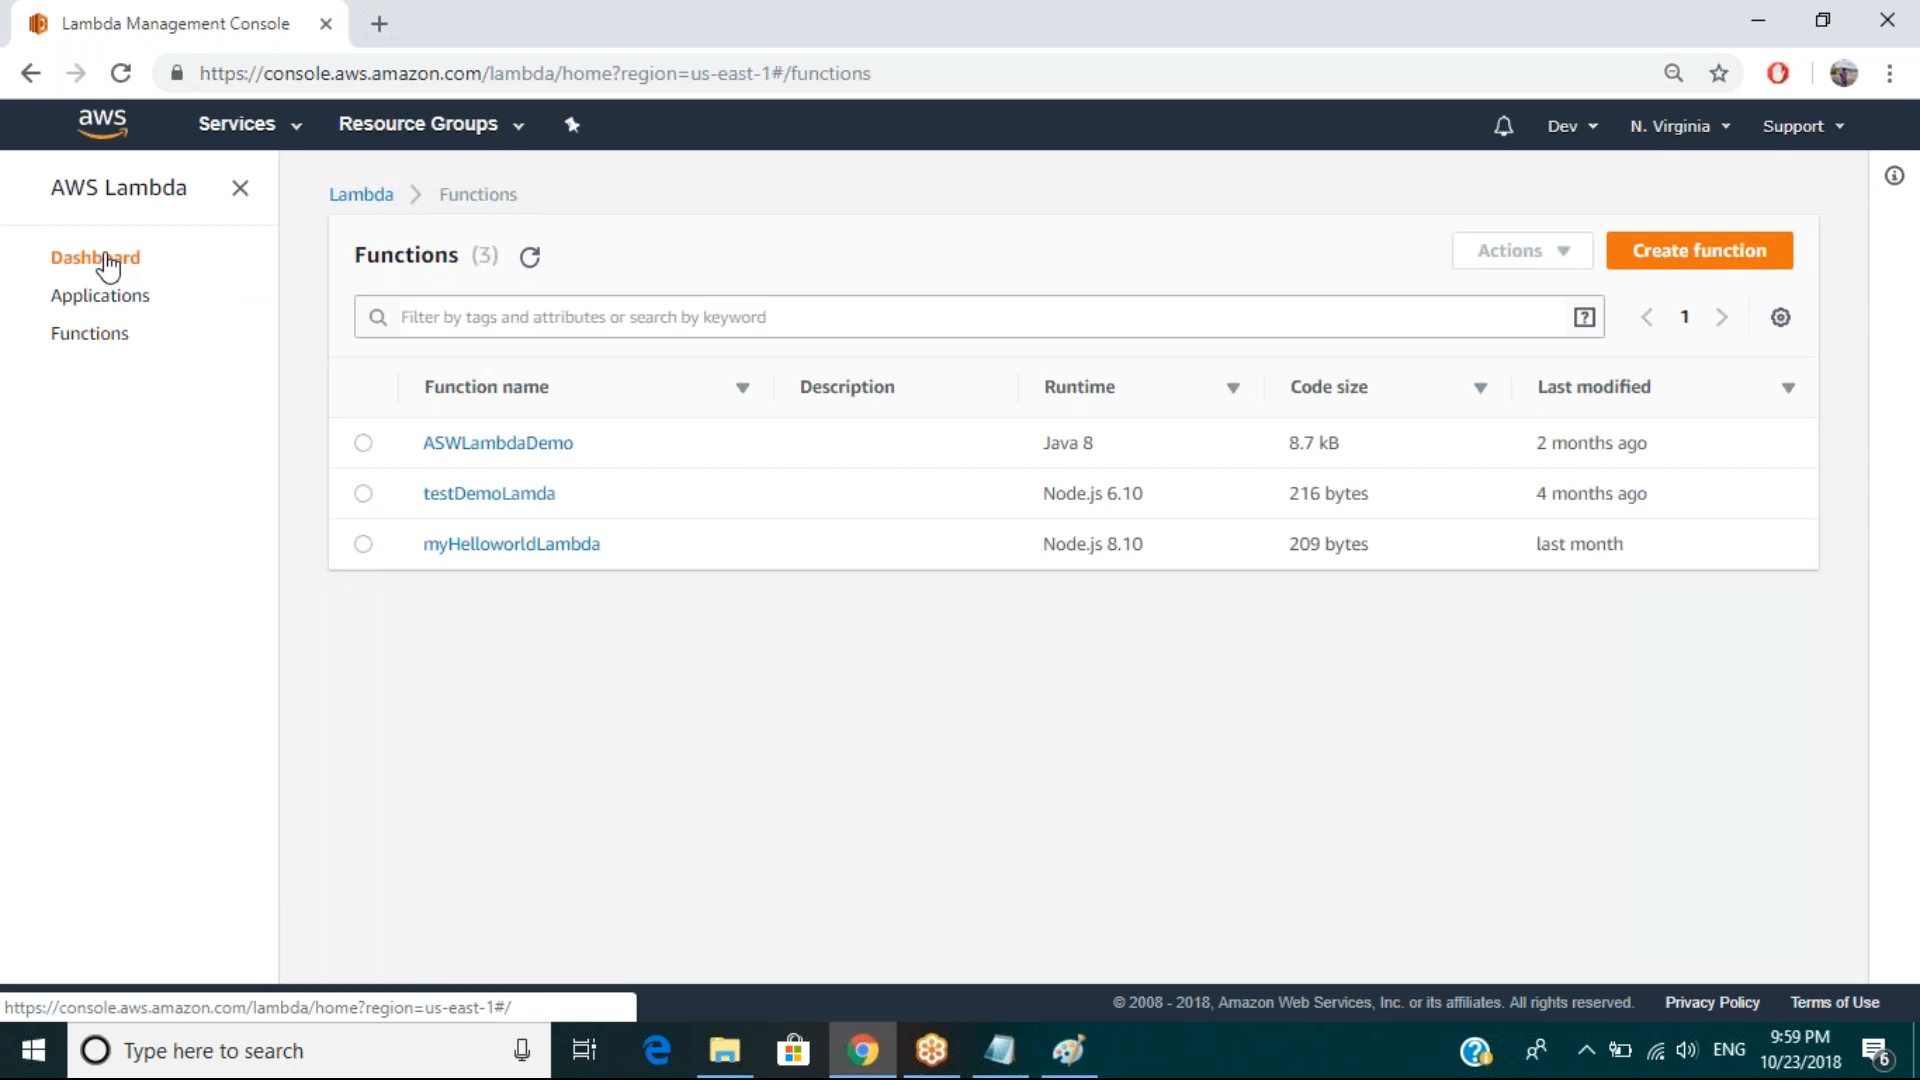 Lambda Management Console
https://console.aws.amazon.com/lambda/home?region=us-east-1#/functions
aws Services Resource Groups Dev N. Virginia Support
AWS Lambda
Dashboard
Applications
Functions
Lambda > Functions
Functions (3) Actions Create function
Filter by tags and attributes or search by keyword ? 1
Function name Description Runtime Code size Last modified
ASWLambdaDemo Java 8 8.7 kB 2 months ago
testDemoLamda Node.js 6.10 216 bytes 4 months ago
myHelloworldLambda Node.js 8.10 209 bytes last month
https://console.aws.amazon.com/lambda/home?region=us-east-1#/
© 2008 - 2018, Amazon Web Services, Inc. or its affiliates. All rights reserved. Privacy Policy Terms of Use
Type here to search ENG 9:59 PM
10/23/2018 6